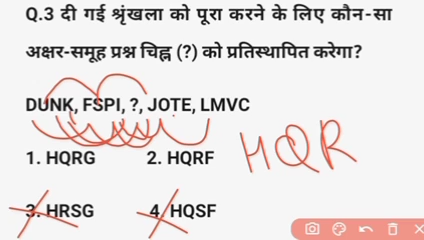 Q.3 दी गई श्रृंखला को पूरा करने के लिए कौन-सा
अक्षर-समूह प्रश्न चिह्न (?) को प्रतिस्थापित करेगा?
DUNK, FSPI, ?, JOTE, LMVC
1. HQRG 2. HQRF HQR
3. HRSG 4. HQSF